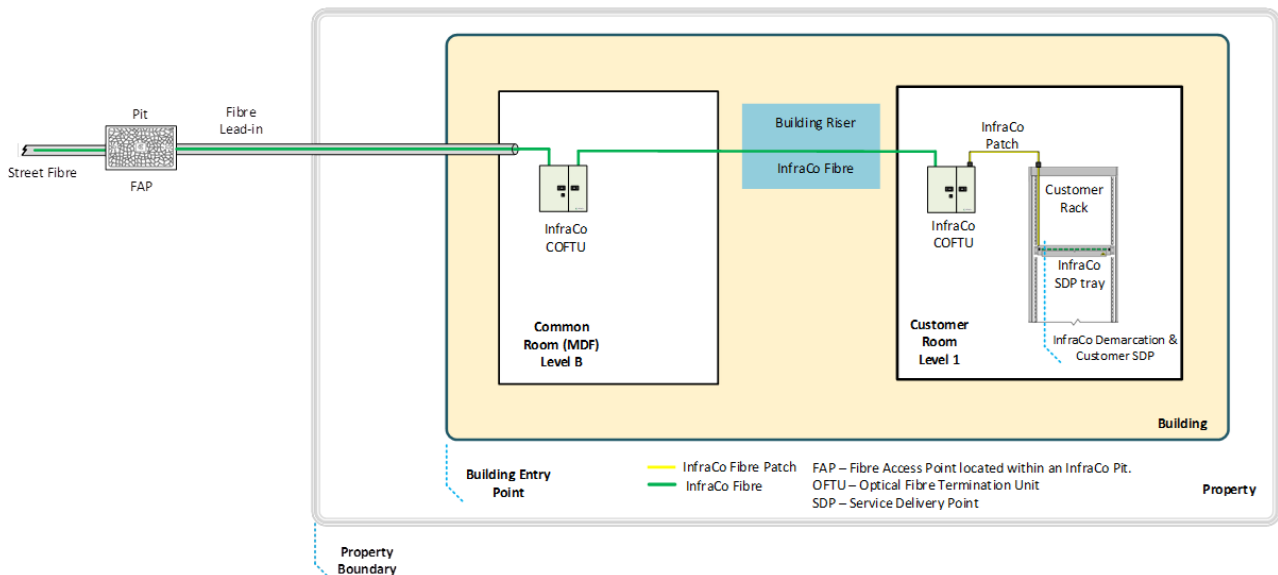 Pit
Fibre
Lead-in
Street Fibre
FAP
InfraCo
COFTU
Common
Room (MDF)
Level B
Building Riser
InfraCo Fibre
InfraCo
Patch
InfraCo
COFTU
Customer
Rack
InfraCo
SDP tray
Customer
Room
Level 1
InfraCo Demarcation &
Customer SDP
Building
Building Entry
Point
InfraCo Fibre Patch
InfraCo Fibre
FAP – Fibre Access Point located within an InfraCo Pit.
OFTU – Optical Fibre Termination Unit
SDP – Service Delivery Point
Property
Property
Boundary